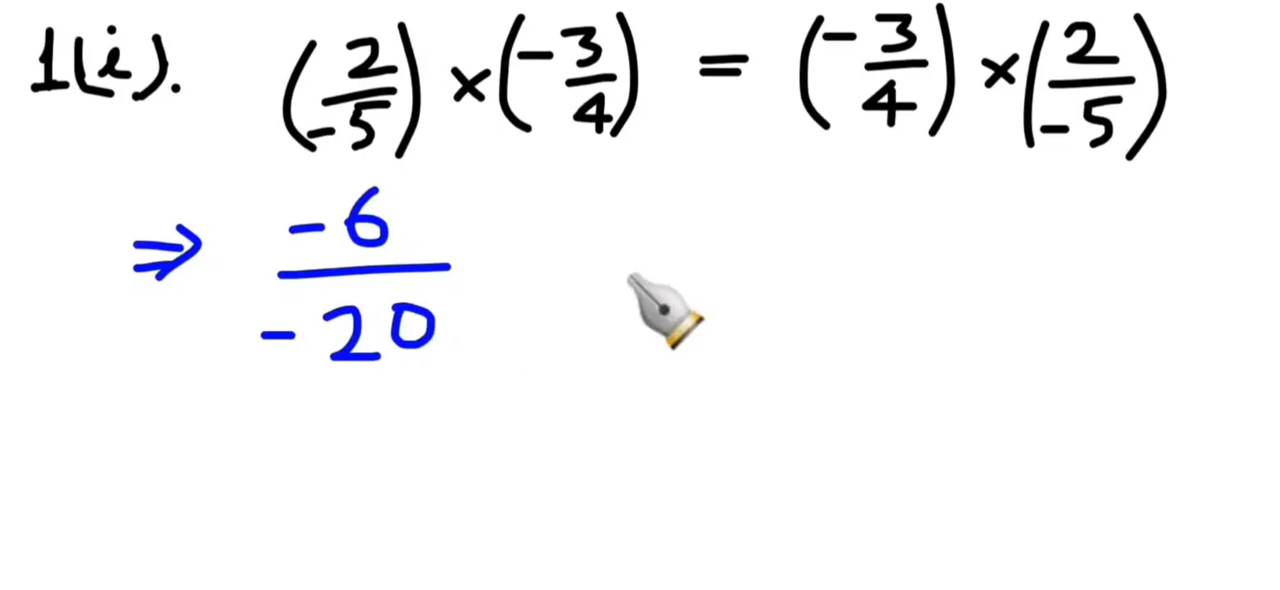 1(i). (2/-5) × (-3/4) = (-3/4) × (2/-5)
⇒ -6/-20